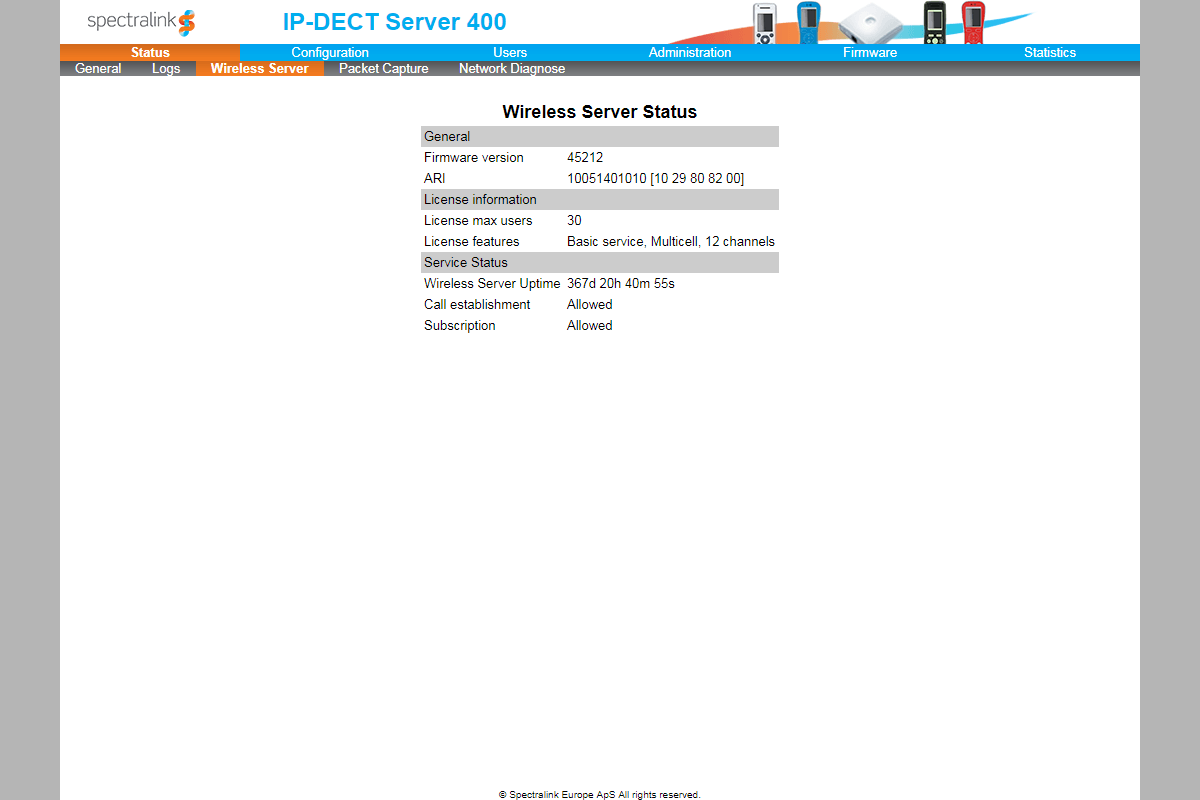 spectralink
IP-DECT Server 400
Status Configuration Users Administration Firmware Statistics
General Logs Wireless Server Packet Capture Network Diagnose
Wireless Server Status
General
Firmware version 45212
ARI 10051401010 [10 29 80 82 00]
License information
License max users 30
License features Basic service, Multicell, 12 channels
Service Status
Wireless Server Uptime 367d 20h 40m 55s
Call establishment Allowed
Subscription Allowed
© Spectralink Europe ApS All rights reserved.